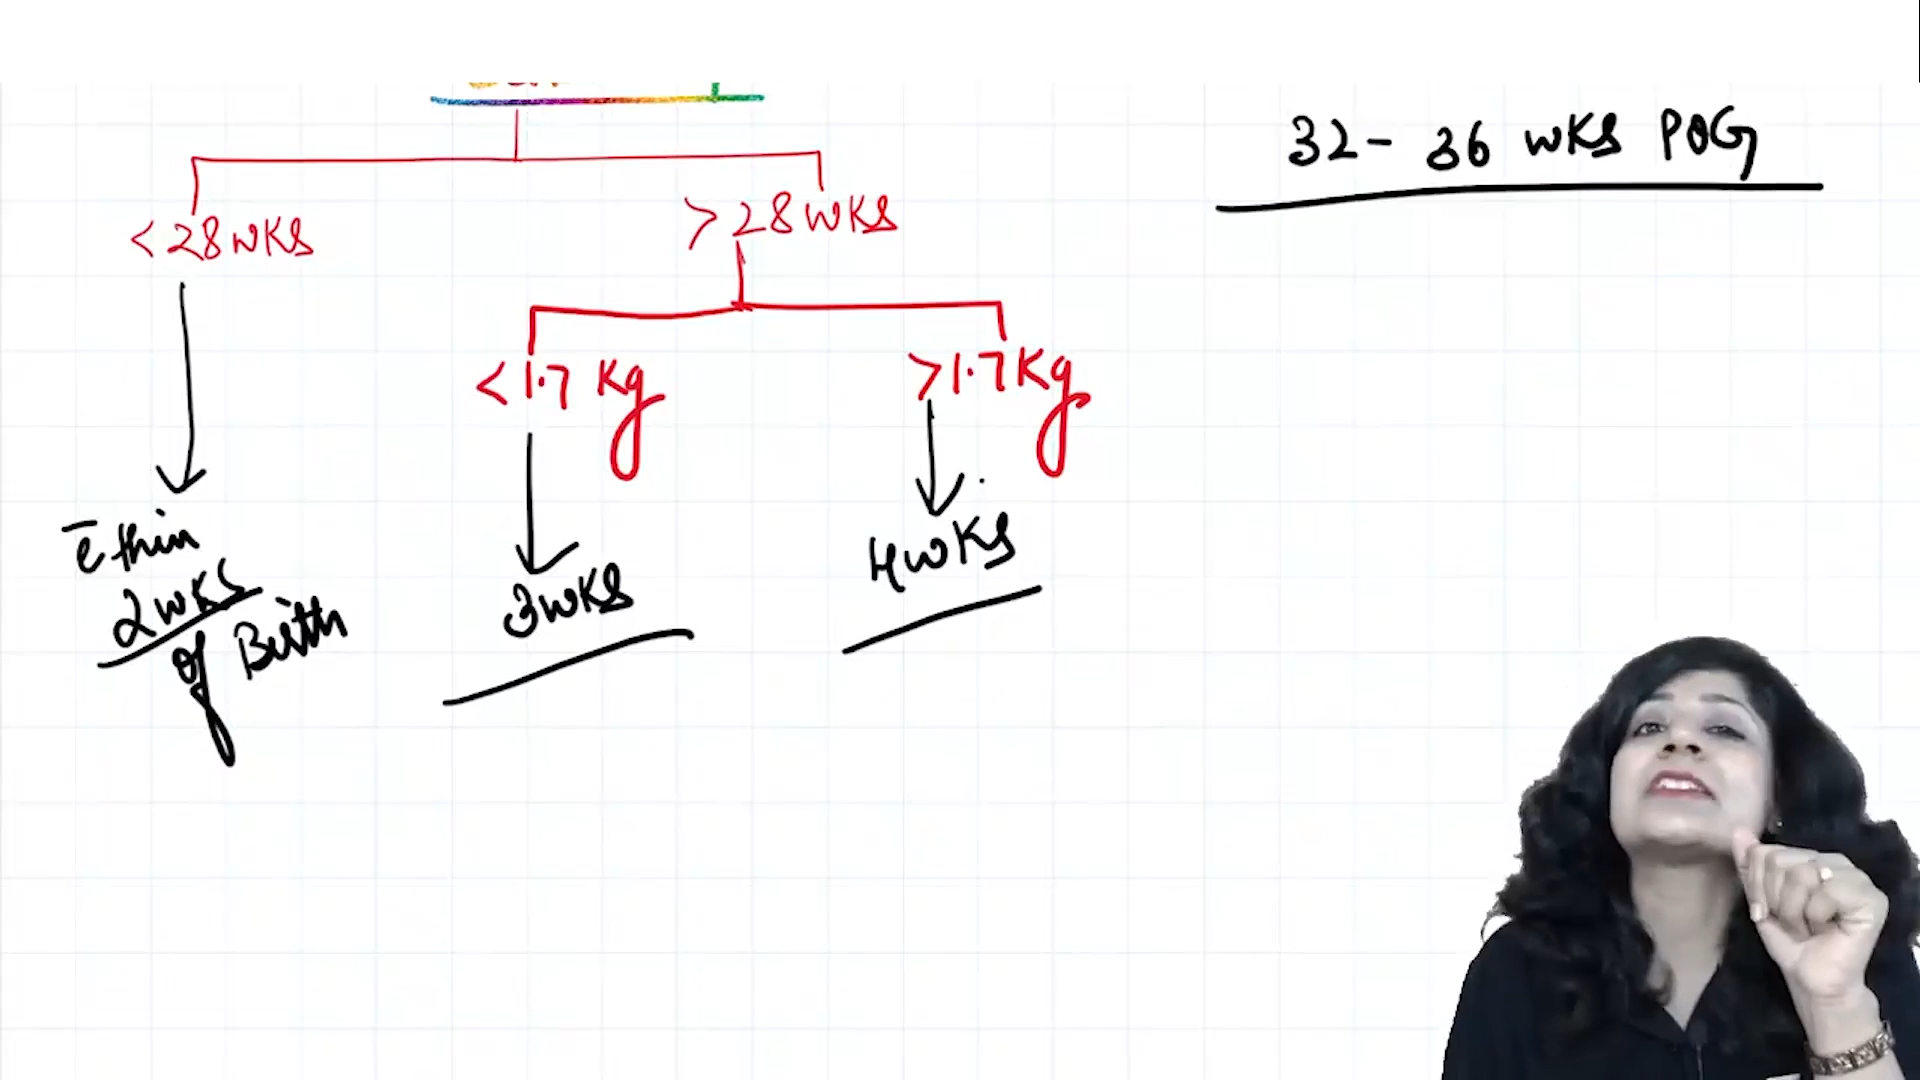 32- 36 wKs POG
<28 wKs
>28 wKs
<1.7 Kg
>1.7 Kg
c̄thin
2wKs
of Birth
3wKs
4wKs